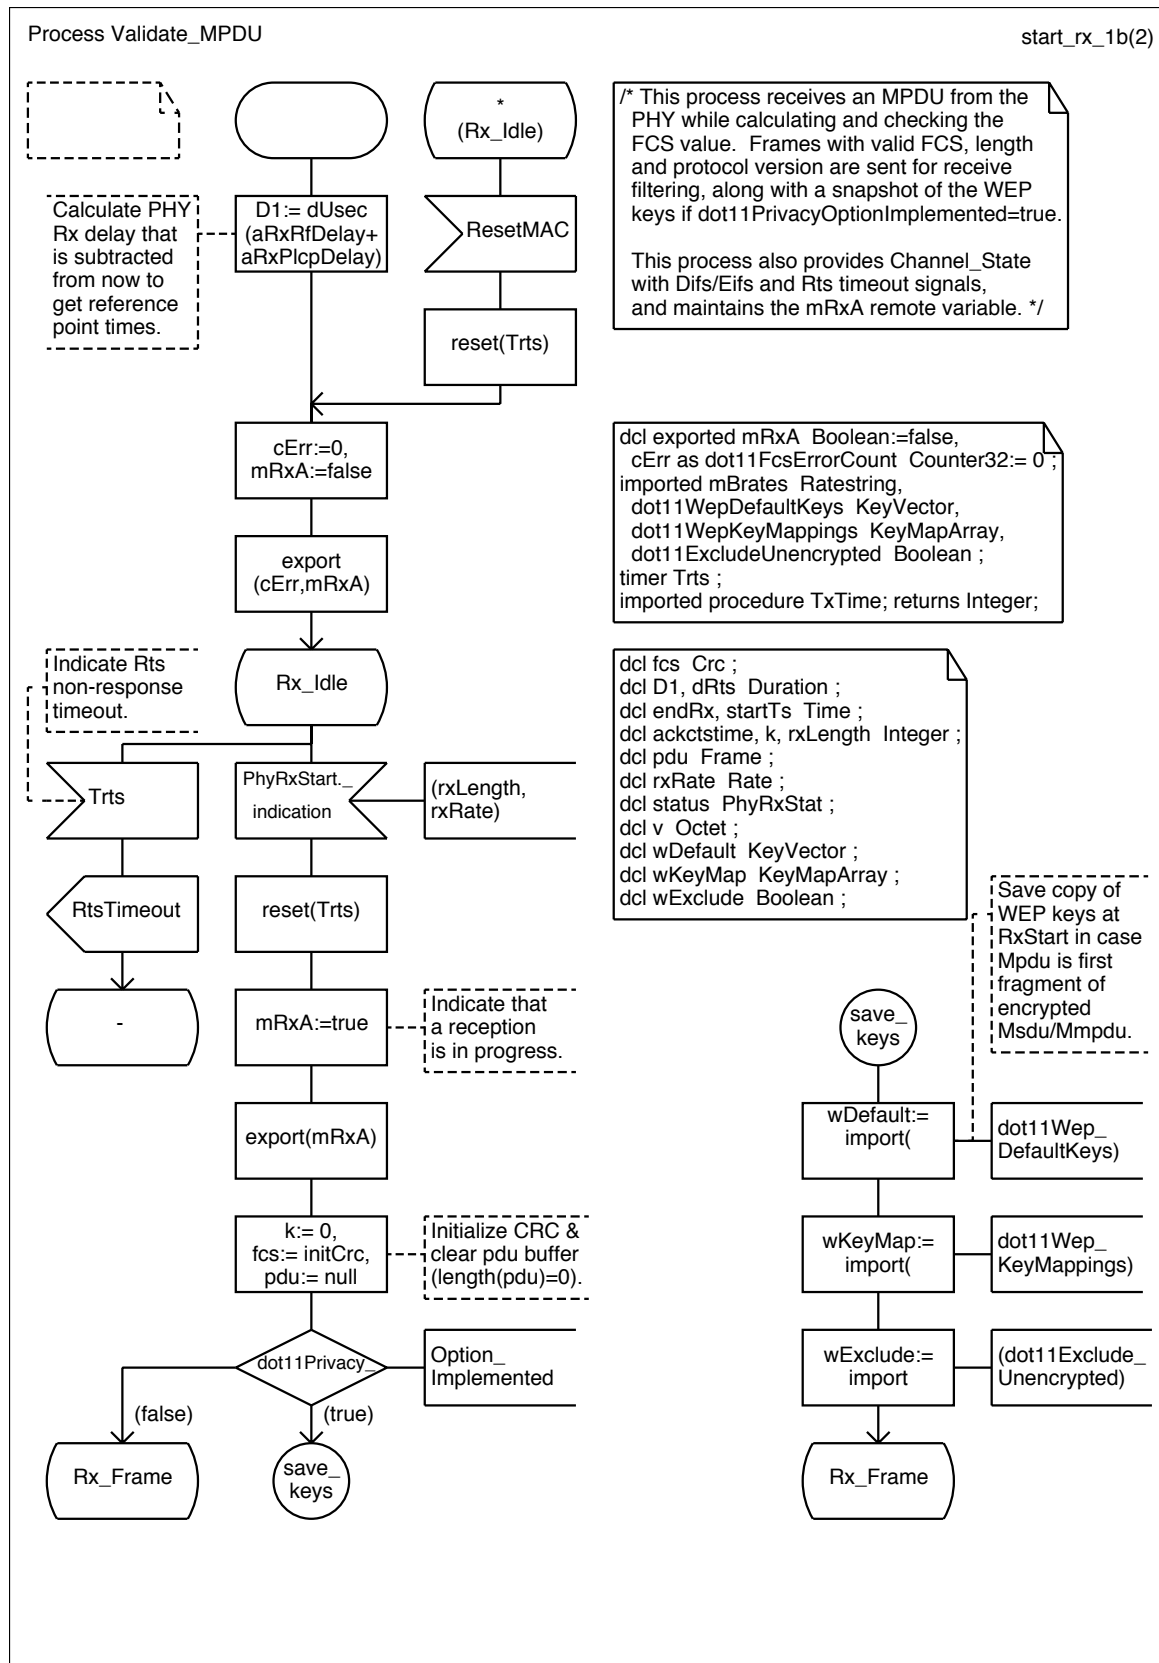 Process Validate_MPDU
start_rx_1b(2)
*
(Rx_Idle)
/* This process receives an MPDU from the
PHY while calculating and checking the
FCS value.  Frames with valid FCS, length
and protocol version are sent for receive
filtering, along with a snapshot of the WEP
keys if dot11PrivacyOptionImplemented=true.
This process also provides Channel_State
with Difs/Eifs and Rts timeout signals,
and maintains the mRxA remote variable. */
Calculate PHY
Rx delay that
is subtracted
from now to
get reference
point times.
D1:= dUsec
(aRxRfDelay+
aRxPlcpDelay)
ResetMAC
reset(Trts)
cErr:=0,
mRxA:=false
dcl exported mRxA  Boolean:=false,
cErr as dot11FcsErrorCount  Counter32:= 0 ;
imported mBrates  Ratestring,
dot11WepDefaultKeys  KeyVector,
dot11WepKeyMappings  KeyMapArray,
dot11ExcludeUnencrypted  Boolean ;
timer Trts ;
imported procedure TxTime; returns Integer;
export
(cErr,mRxA)
Indicate Rts
non-response
timeout.
Rx_Idle
dcl fcs  Crc ;
dcl D1, dRts  Duration ;
dcl endRx, startTs  Time ;
dcl ackctstime, k, rxLength  Integer ;
dcl pdu  Frame ;
dcl rxRate  Rate ;
dcl status  PhyRxStat ;
dcl v  Octet ;
dcl wDefault  KeyVector ;
dcl wKeyMap  KeyMapArray ;
dcl wExclude  Boolean ;
Trts
PhyRxStart._
indication
(rxLength,
rxRate)
RtsTimeout
reset(Trts)
Save copy of
WEP keys at
RxStart in case
Mpdu is first
fragment of
encrypted
Msdu/Mmpdu.
-
mRxA:=true
Indicate that
a reception
is in progress.
save_
keys
export(mRxA)
wDefault:=
import(
dot11Wep_
DefaultKeys)
k:= 0,
fcs:= initCrc,
pdu:= null
Initialize CRC &
clear pdu buffer
(length(pdu)=0).
wKeyMap:=
import(
dot11Wep_
KeyMappings)
dot11Privacy_
Option_
Implemented
wExclude:=
import
(dot11Exclude_
Unencrypted)
(false)
(true)
Rx_Frame
save_
keys
Rx_Frame